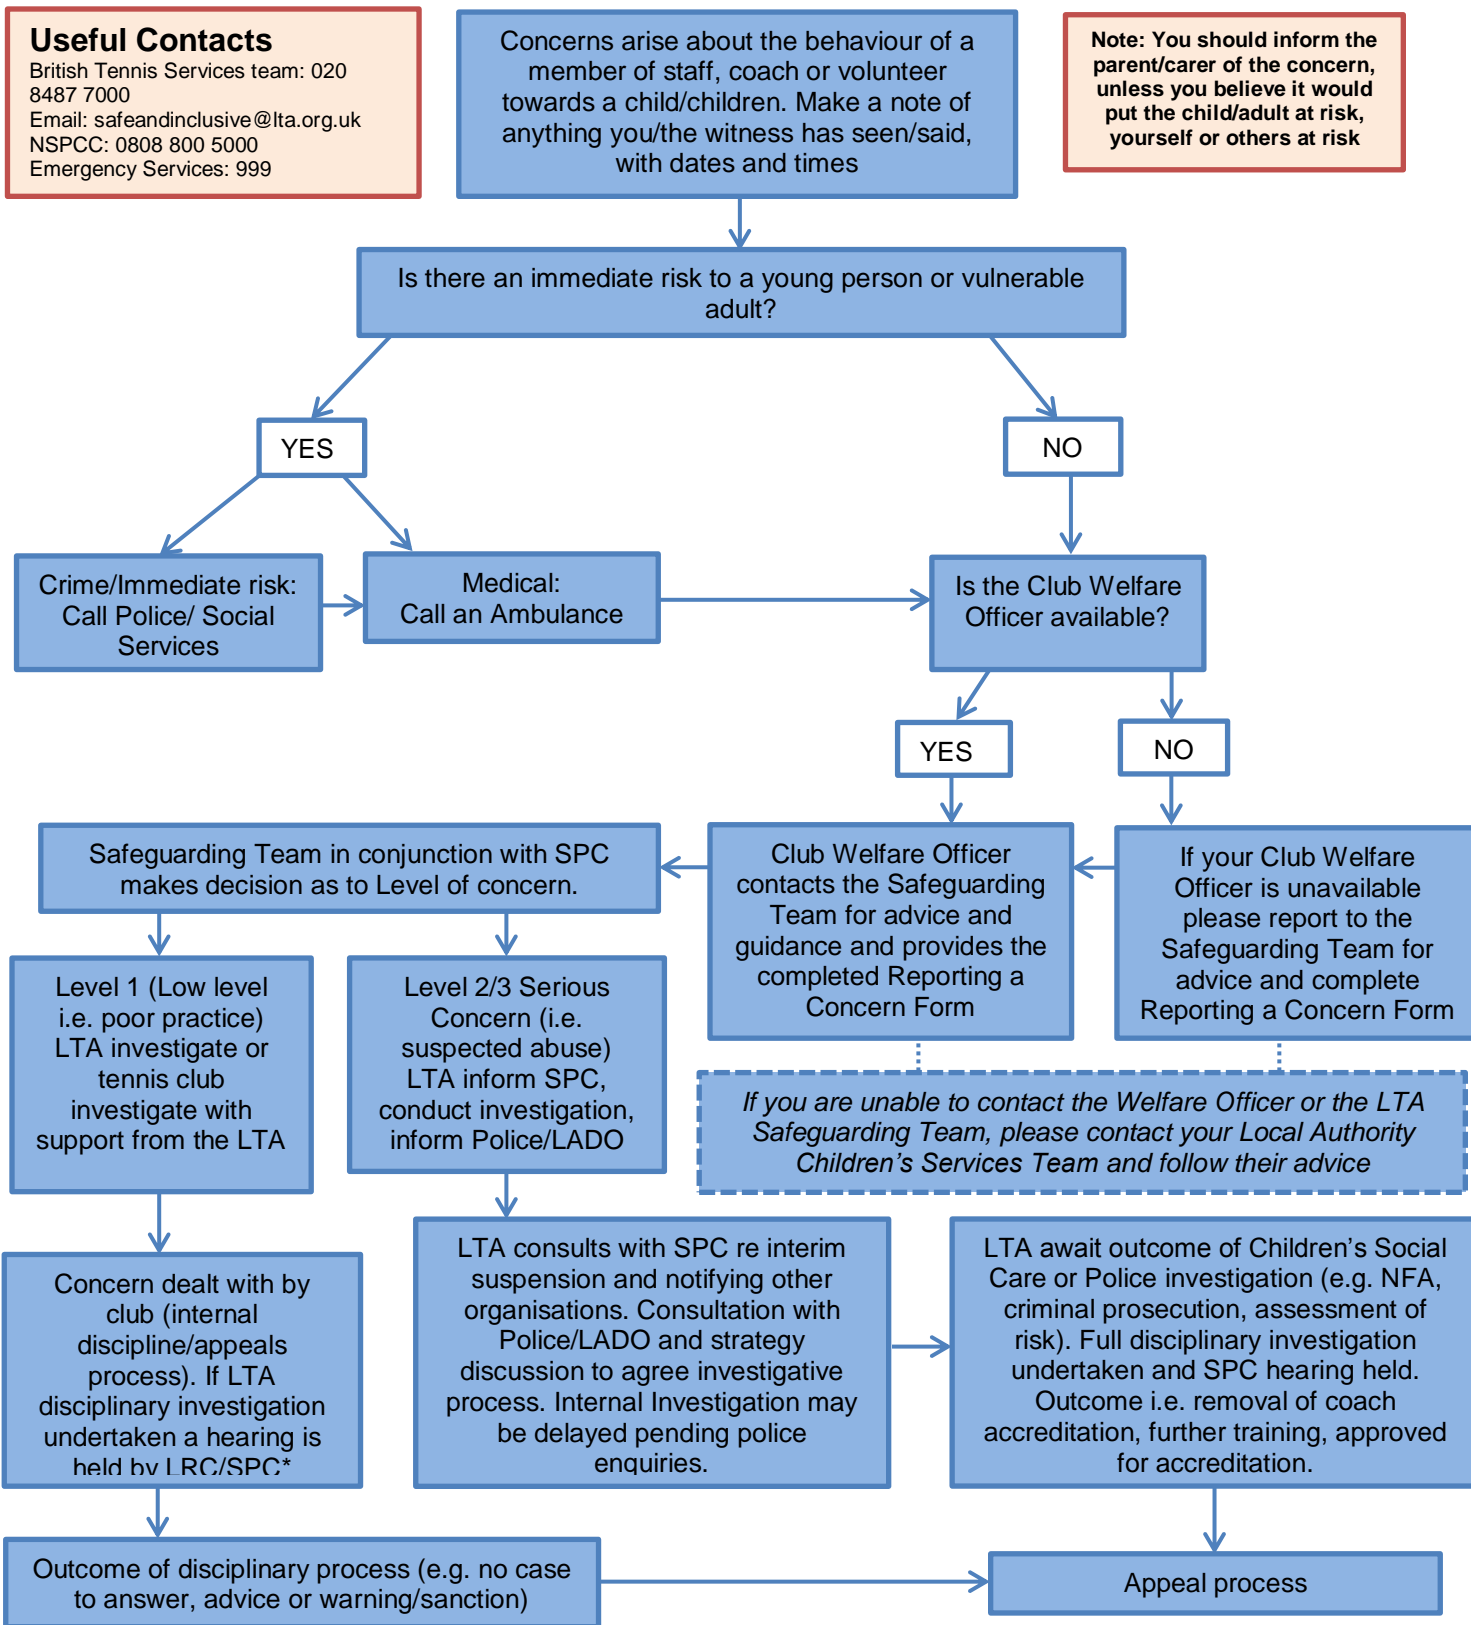 Useful Contacts
British Tennis Services team: 020
8487 7000
Email: safeandinclusive@lta.org.uk
NSPCC: 0808 800 5000
Emergency Services: 999
Concerns arise about the behaviour of a
member of staff, coach or volunteer
towards a child/children. Make a note of
anything you/the witness has seen/said,
with dates and times
Note: You should inform the
parent/carer of the concern,
unless you believe it would
put the child/adult at risk,
yourself or others at risk
Is there an immediate risk to a young person or vulnerable
adult?
YES
NO
Crime/Immediate risk:
Call Police/ Social
Services
Medical:
Call an Ambulance
Is the Club Welfare
Officer available?
YES
NO
Safeguarding Team in conjunction with SPC
makes decision as to Level of concern.
Club Welfare Officer
contacts the Safeguarding
Team for advice and
guidance and provides the
completed Reporting a
Concern Form
If your Club Welfare
Officer is unavailable
please report to the
Safeguarding Team for
advice and complete
Reporting a Concern Form
Level 1 (Low level
i.e. poor practice)
LTA investigate or
tennis club
investigate with
support from the LTA
Level 2/3 Serious
Concern (i.e.
suspected abuse)
LTA inform SPC,
conduct investigation,
inform Police/LADO
If you are unable to contact the Welfare Officer or the LTA
Safeguarding Team, please contact your Local Authority
Children’s Services Team and follow their advice
Concern dealt with by
club (internal
discipline/appeals
process). If LTA
disciplinary investigation
undertaken a hearing is
held by LRC/SPC*
LTA consults with SPC re interim
suspension and notifying other
organisations. Consultation with
Police/LADO and strategy
discussion to agree investigative
process. Internal Investigation may
be delayed pending police
enquiries.
LTA await outcome of Children’s Social
Care or Police investigation (e.g. NFA,
criminal prosecution, assessment of
risk). Full disciplinary investigation
undertaken and SPC hearing held.
Outcome i.e. removal of coach
accreditation, further training, approved
for accreditation.
Outcome of disciplinary process (e.g. no case
to answer, advice or warning/sanction)
Appeal process